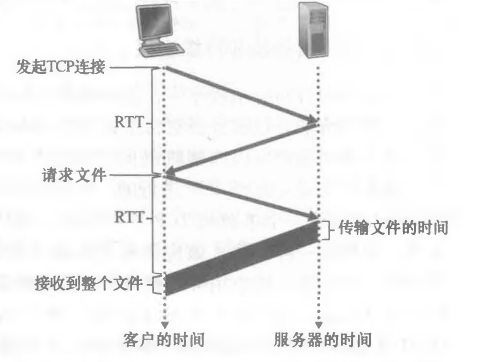 发起TCP连接
RTT
请求文件
RTT
传输文件的时间
接收到整个文件
客户的时间
服务器的时间